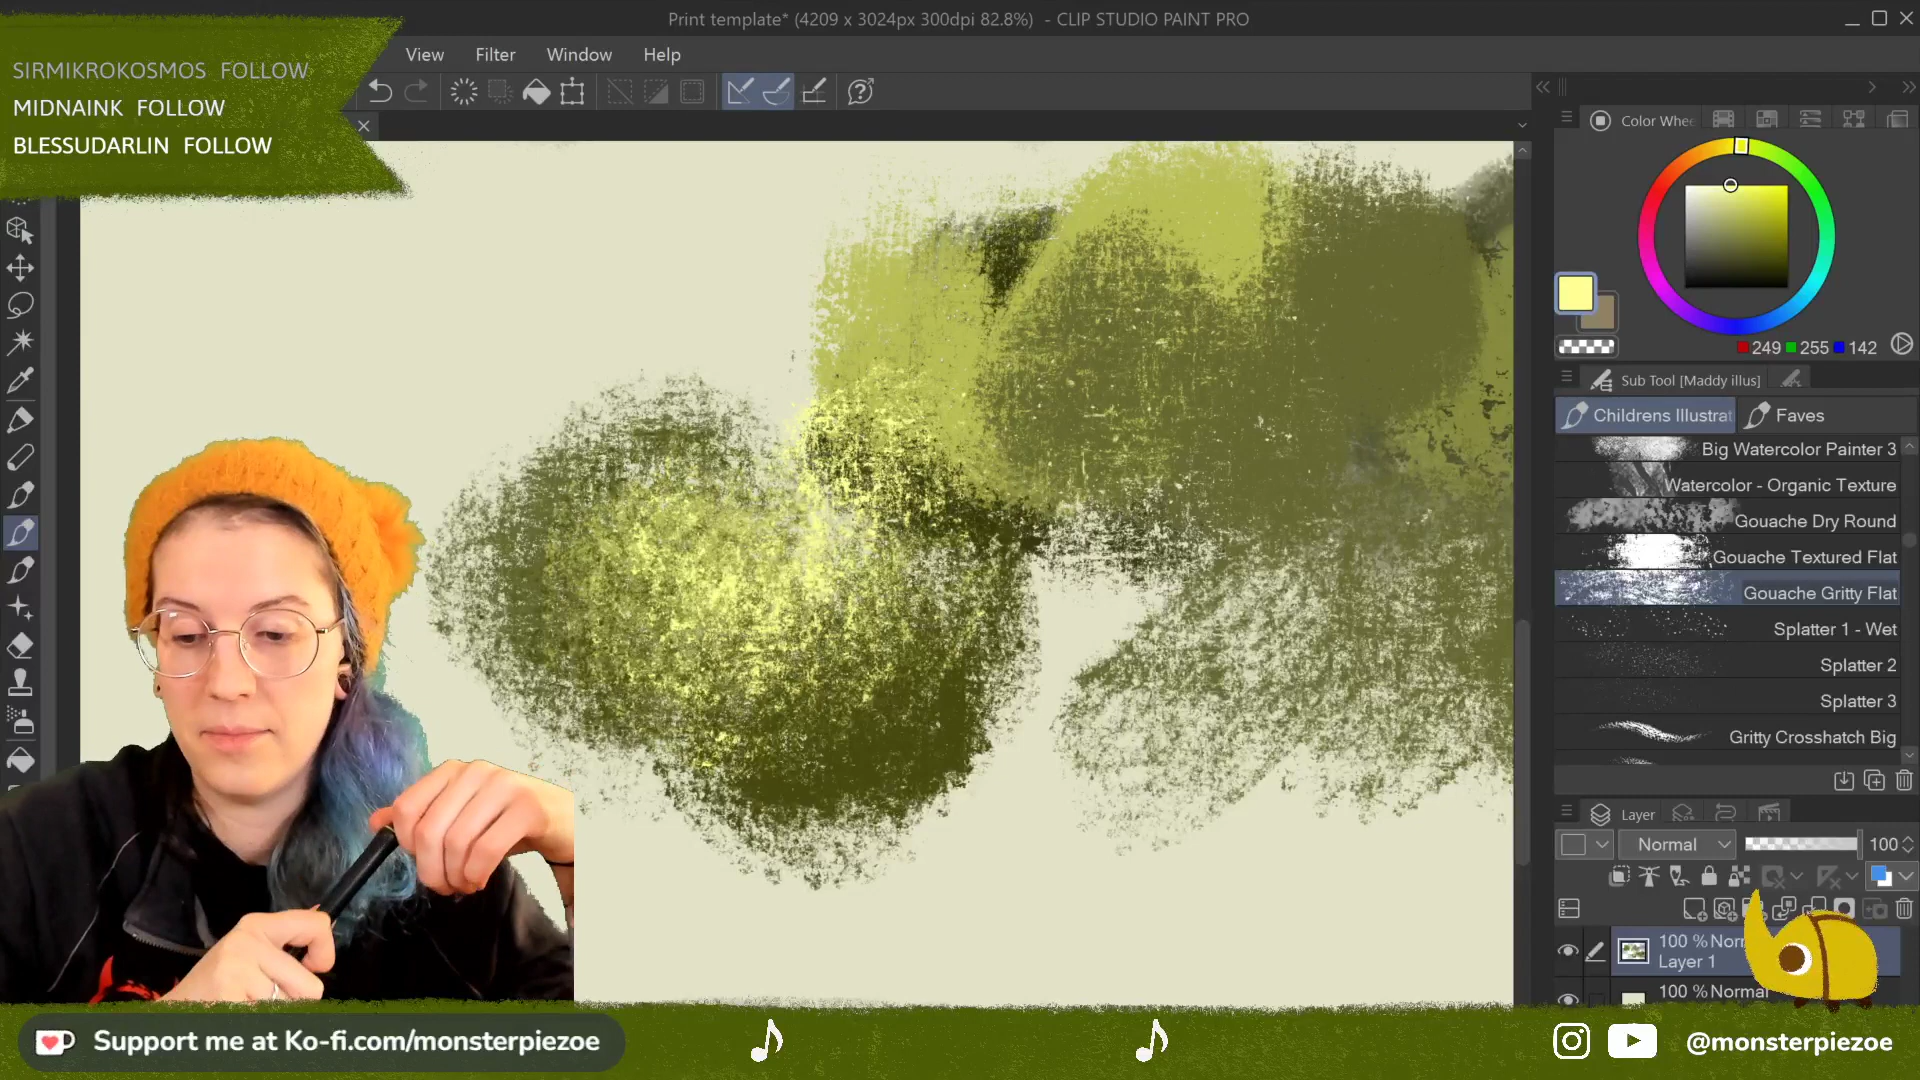 Print template* (4209 x 3024px 300dpi 82.8%) - CLIP STUDIO PAINT PRO
SIRMIKROKOSMOS FOLLOW
MIDNAINK FOLLOW
BLESSUDARLIN FOLLOW
View Filter Window Help
Color Whee
249 255 142
Sub Tool [Maddy illus]
Childrens Illustrat Faves
Big Watercolor Painter 3
Watercolor - Organic Texture
Gouache Dry Round
Gouache Textured Flat
Gouache Gritty Flat
Splatter 1 - Wet
Splatter 2
Splatter 3
Gritty Crosshatch Big
Layer
Normal 100
100 % Nor
Layer 1
100 % Normal
Support me at Ko-fi.com/monsterpiezoe
@monsterpiezoe